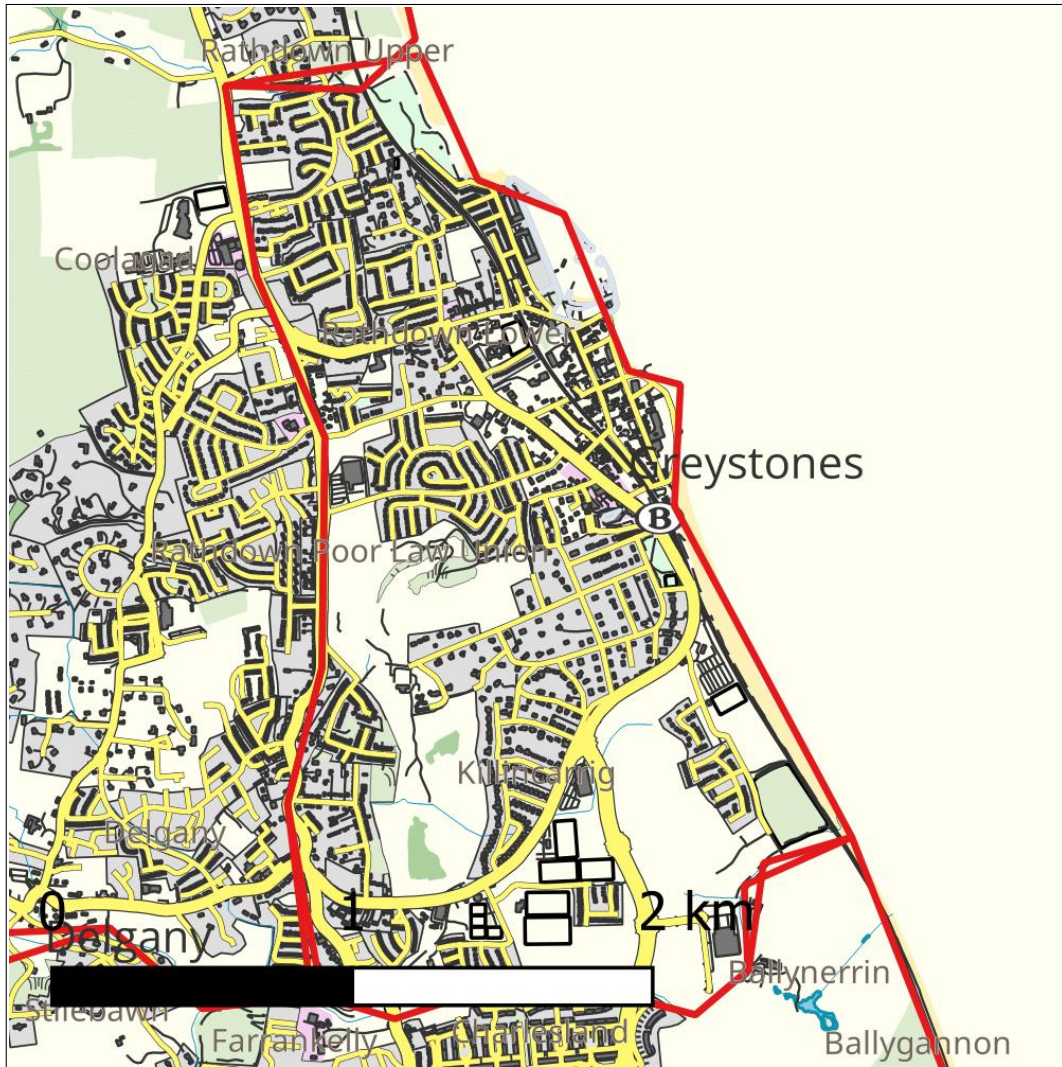 Rathdown Upper
Coolagad
Rathdown Lower
Greystones
B
Rathdown Poor Law Union
Killincarrig
Delgany
0 1 2 km
Delgany
Ballynerrin
Stilebawn
Farrankelly
Charlesland
Ballygannon